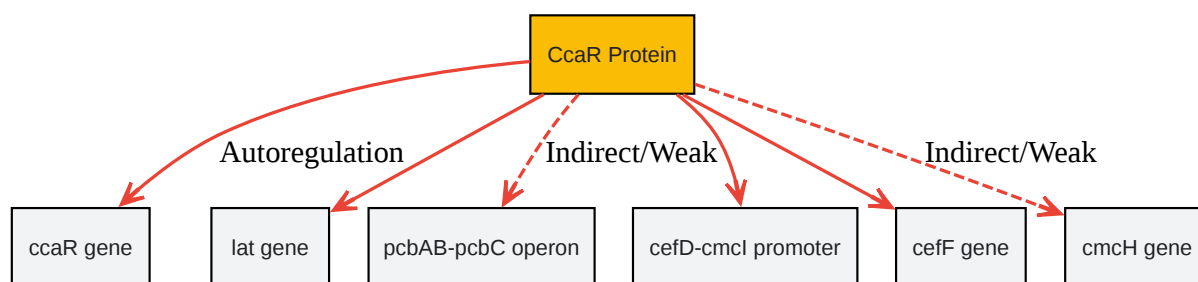 CcaR Protein
Autoregulation
Indirect/Weak
Indirect/Weak
ccaR gene
lat gene
pcbAB-pcbC operon
cefD-cmcI promoter
cefF gene
cmcH gene